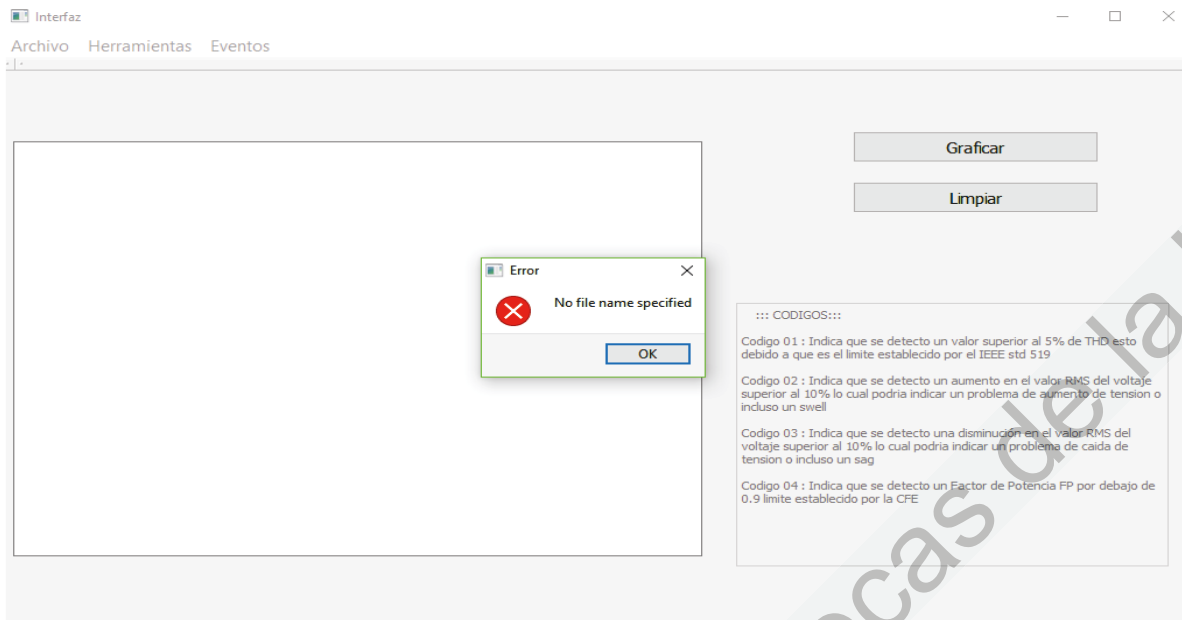 Interfaz
Archivo Herramientas Eventos
Graficar
Limpiar
Error
No file name specified
OK
::: CODIGOS:::
Codigo 01 : Indica que se detecto un valor superior al 5% de THD esto
debido a que es el limite establecido por el IEEE std 519
Codigo 02 : Indica que se detecto un aumento en el valor RMS del voltaje
superior al 10% lo cual podria indicar un problema de aumento de tension o
incluso un swell
Codigo 03 : Indica que se detecto una disminución en el valor RMS del
voltaje superior al 10% lo cual podria indicar un problema de caida de
tension o incluso un sag
Codigo 04 : Indica que se detecto un Factor de Potencia FP por debajo de
0.9 limite establecido por la CFE
de la